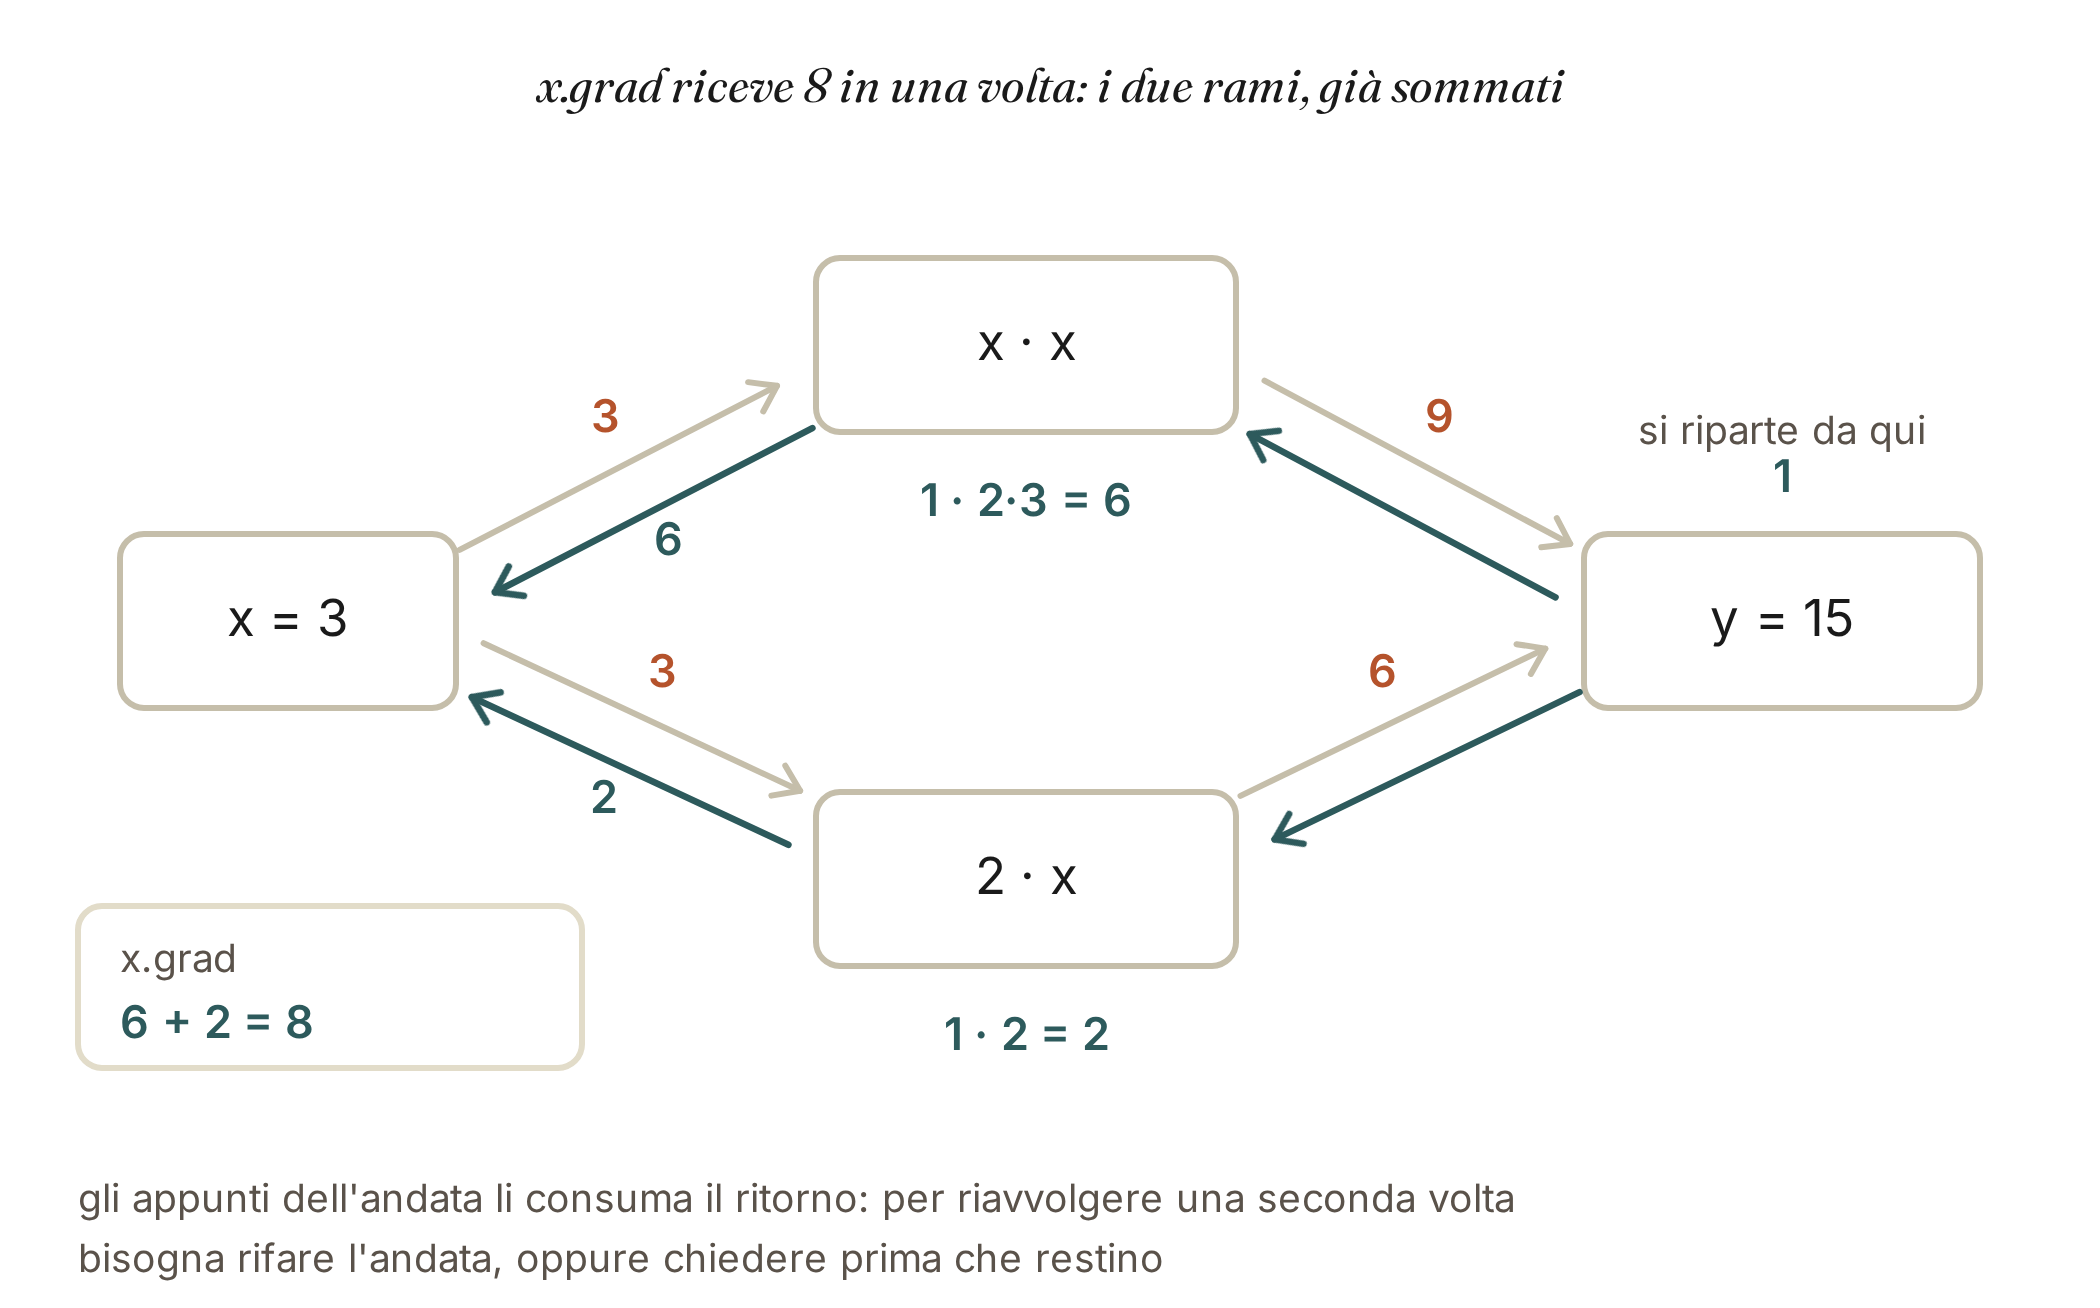 x.grad riceve 8 in una volta: i due rami, già sommati
x · x
3
9
si riparte da qui
1
1 · 2·3 = 6
6
x = 3
y = 15
3
6
2
2 · x
x.grad
6 + 2 = 8
1 · 2 = 2
gli appunti dell'andata li consuma il ritorno: per riavvolgere una seconda volta
bisogna rifare l'andata, oppure chiedere prima che restino